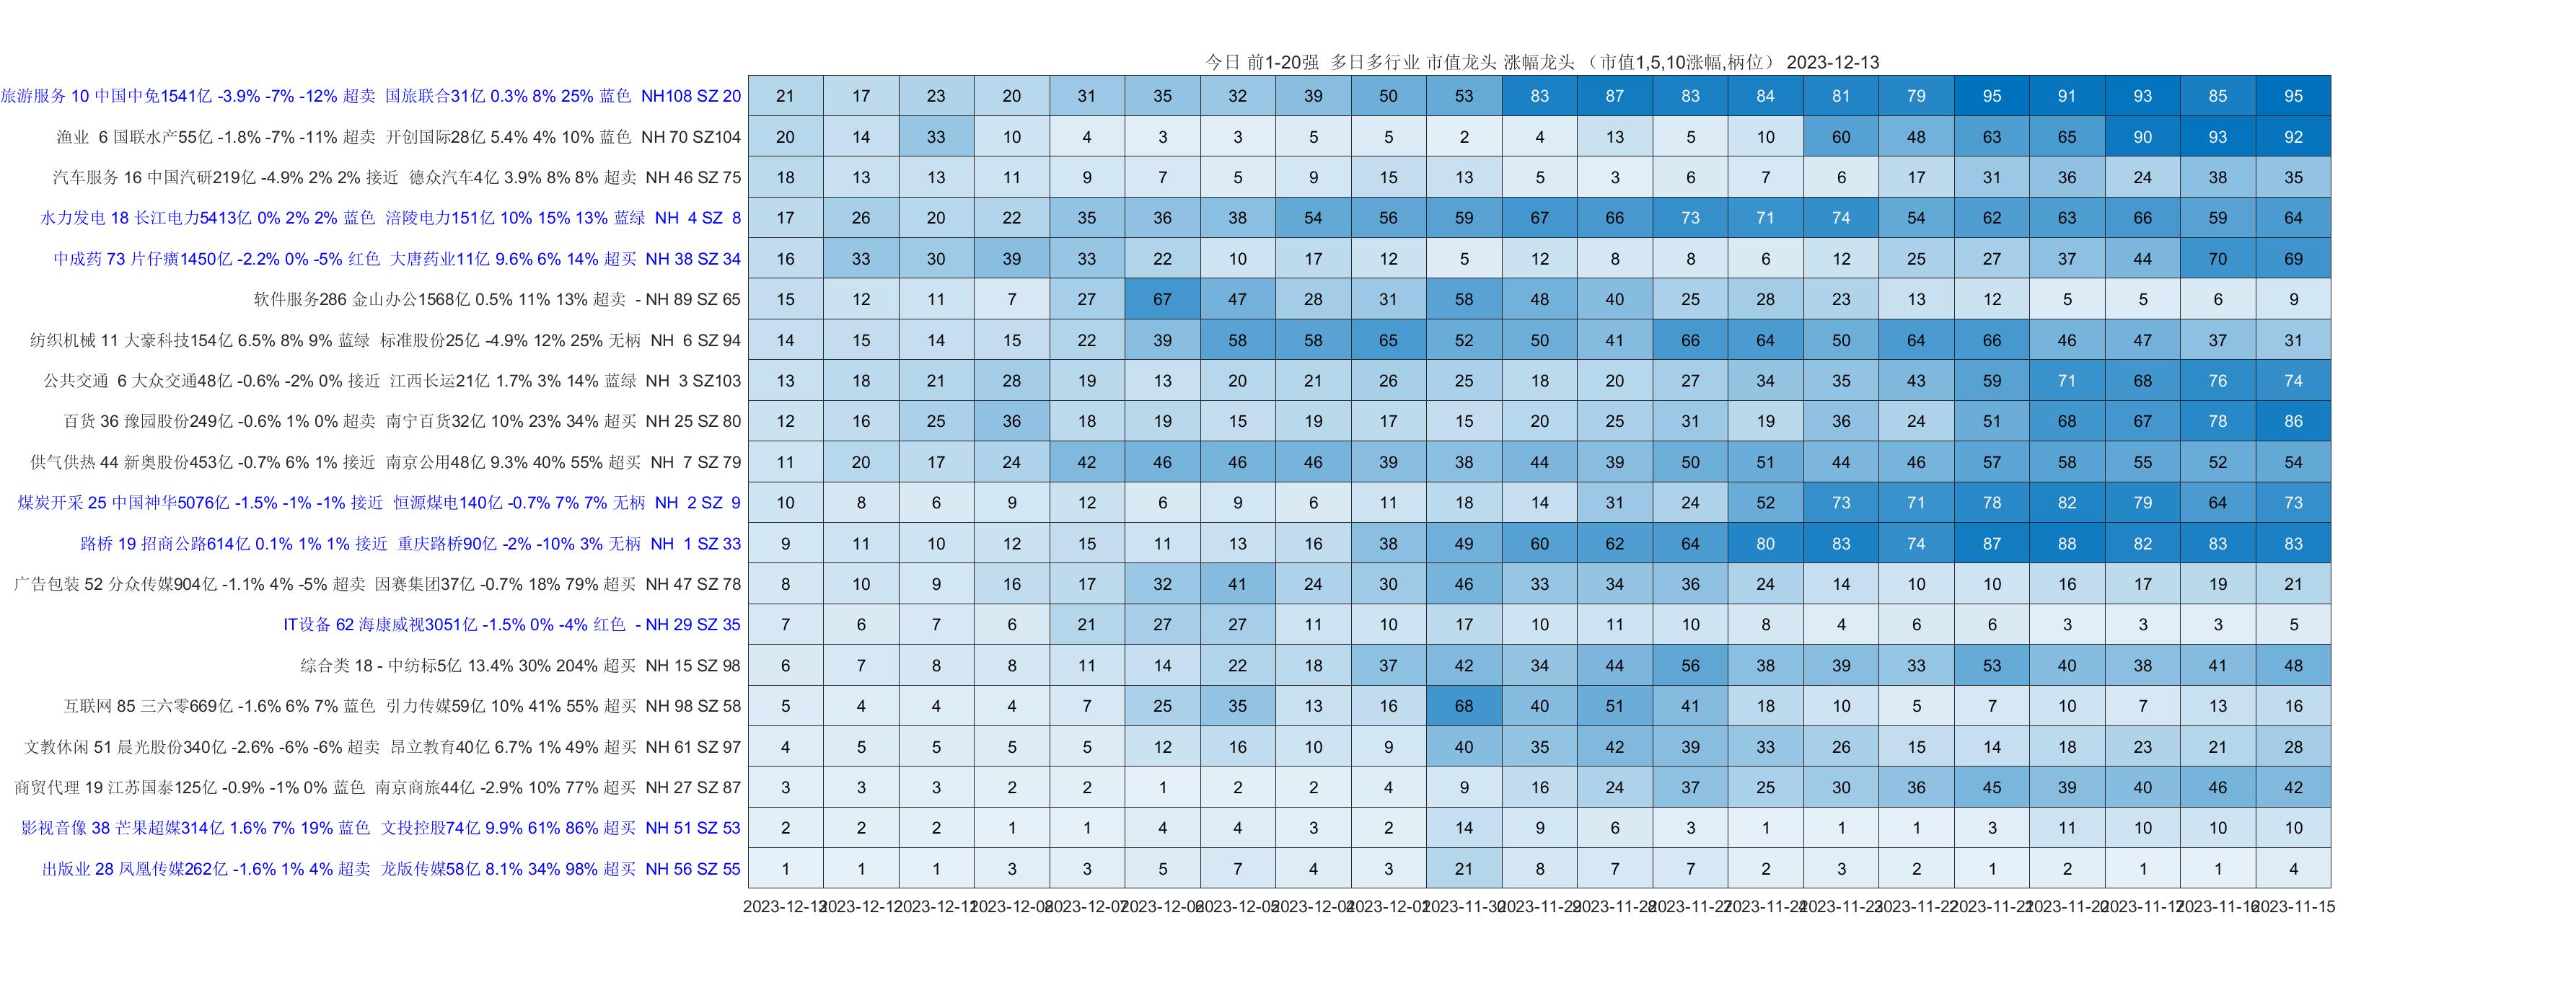 今日 前1-20强 多日多行业 市值龙头 涨幅龙头 （市值1,5,10涨幅,柄位） 2023-12-13
旅游服务 10 中国中免1541亿 -3.9% -7% -12% 超卖 国旅联合31亿 0.3% 8% 25% 蓝色 NH108 SZ 20 21 17 23 20 31 35 32 39 50 53 83 87 83 84 81 79 95 91 93 85 95
渔业 6 国联水产55亿 -1.8% -7% -11% 超卖 开创国际28亿 5.4% 4% 10% 蓝色 NH 70 SZ104 20 14 33 10 4 3 3 5 5 2 4 13 5 10 60 48 63 65 90 93 92
汽车服务 16 中国汽研219亿 -4.9% 2% 2% 接近 德众汽车4亿 3.9% 8% 8% 超卖 NH 46 SZ 75 18 13 13 11 9 7 5 9 15 13 5 3 6 7 6 17 31 36 24 38 35
水力发电 18 长江电力5413亿 0% 2% 2% 蓝色 涪陵电力151亿 10% 15% 13% 蓝绿 NH 4 SZ 8 17 26 20 22 35 36 38 54 56 59 67 66 73 71 74 54 62 63 66 59 64
中成药 73 片仔癀1450亿 -2.2% 0% -5% 红色 大唐药业11亿 9.6% 6% 14% 超买 NH 38 SZ 34 16 33 30 39 33 22 10 17 12 5 12 8 8 6 12 25 27 37 44 70 69
软件服务286 金山办公1568亿 0.5% 11% 13% 超卖 - NH 89 SZ 65 15 12 11 7 27 67 47 28 31 58 48 40 25 28 23 13 12 5 5 6 9
纺织机械 11 大豪科技154亿 6.5% 8% 9% 蓝绿 标准股份25亿 -4.9% 12% 25% 无柄 NH 6 SZ 94 14 15 14 15 22 39 58 58 65 52 50 41 66 64 50 64 66 46 47 37 31
公共交通 6 大众交通48亿 -0.6% -2% 0% 接近 江西长运21亿 1.7% 3% 14% 蓝绿 NH 3 SZ103 13 18 21 28 19 13 20 21 26 25 18 20 27 34 35 43 59 71 68 76 74
百货 36 豫园股份249亿 -0.6% 1% 0% 超卖 南宁百货32亿 10% 23% 34% 超买 NH 25 SZ 80 12 16 25 36 18 19 15 19 17 15 20 25 31 19 36 24 51 68 67 78 86
供气供热 44 新奥股份453亿 -0.7% 6% 1% 接近 南京公用48亿 9.3% 40% 55% 超买 NH 7 SZ 79 11 20 17 24 42 46 46 46 39 38 44 39 50 51 44 46 57 58 55 52 54
煤炭开采 25 中国神华5076亿 -1.5% -1% -1% 接近 恒源煤电140亿 -0.7% 7% 7% 无柄 NH 2 SZ 9 10 8 6 9 12 6 9 6 11 18 14 31 24 52 73 71 78 82 79 64 73
路桥 19 招商公路614亿 0.1% 1% 1% 接近 重庆路桥90亿 -2% -10% 3% 无柄 NH 1 SZ 33 9 11 10 12 15 11 13 16 38 49 60 62 64 80 83 74 87 88 82 83 83
广告包装 52 分众传媒904亿 -1.1% 4% -5% 超卖 因赛集团37亿 -0.7% 18% 79% 超买 NH 47 SZ 78 8 10 9 16 17 32 41 24 30 46 33 34 36 24 14 10 10 16 17 19 21
IT设备 62 海康威视3051亿 -1.5% 0% -4% 红色 - NH 29 SZ 35 7 6 7 6 21 27 27 11 10 17 10 11 10 8 4 6 6 3 3 3 5
综合类 18 - 中纺标5亿 13.4% 30% 204% 超买 NH 15 SZ 98 6 7 8 8 11 14 22 18 37 42 34 44 56 38 39 33 53 40 38 41 48
互联网 85 三六零669亿 -1.6% 6% 7% 蓝色 引力传媒59亿 10% 41% 55% 超买 NH 98 SZ 58 5 4 4 4 7 25 35 13 16 68 40 51 41 18 10 5 7 10 7 13 16
文教休闲 51 晨光股份340亿 -2.6% -6% -6% 超卖 昂立教育40亿 6.7% 1% 49% 超买 NH 61 SZ 97 4 5 5 5 5 12 16 10 9 40 35 42 39 33 26 15 14 18 23 21 28
商贸代理 19 江苏国泰125亿 -0.9% -1% 0% 蓝色 南京商旅44亿 -2.9% 10% 77% 超买 NH 27 SZ 87 3 3 3 2 2 1 2 2 4 9 16 24 37 25 30 36 45 39 40 46 42
影视音像 38 芒果超媒314亿 1.6% 7% 19% 蓝色 文投控股74亿 9.9% 61% 86% 超买 NH 51 SZ 53 2 2 2 1 1 4 4 3 2 14 9 6 3 1 1 1 3 11 10 10 10
出版业 28 凤凰传媒262亿 -1.6% 1% 4% 超卖 龙版传媒58亿 8.1% 34% 98% 超买 NH 56 SZ 55 1 1 1 3 3 5 7 4 3 21 8 7 7 2 3 2 1 2 1 1 4
2023-12-13 2023-12-12 2023-12-11 2023-12-08 2023-12-07 2023-12-06 2023-12-05 2023-12-04 2023-12-01 2023-11-30 2023-11-29 2023-11-28 2023-11-27 2023-11-24 2023-11-23 2023-11-22 2023-11-21 2023-11-20 2023-11-17 2023-11-16 2023-11-15